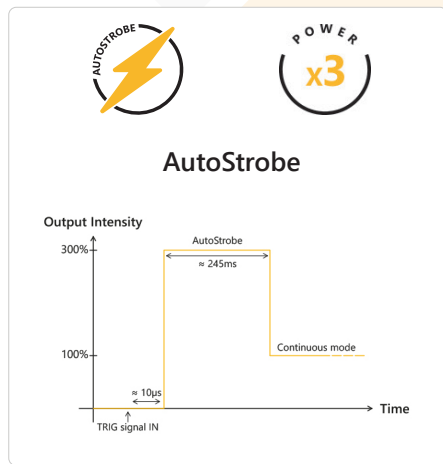 AUTOSTROBE
POWER
x3
AutoStrobe
Output Intensity
300%
AutoStrobe
≈ 245ms
100%
Continuous mode
≈ 10µs
Time
TRIG signal IN